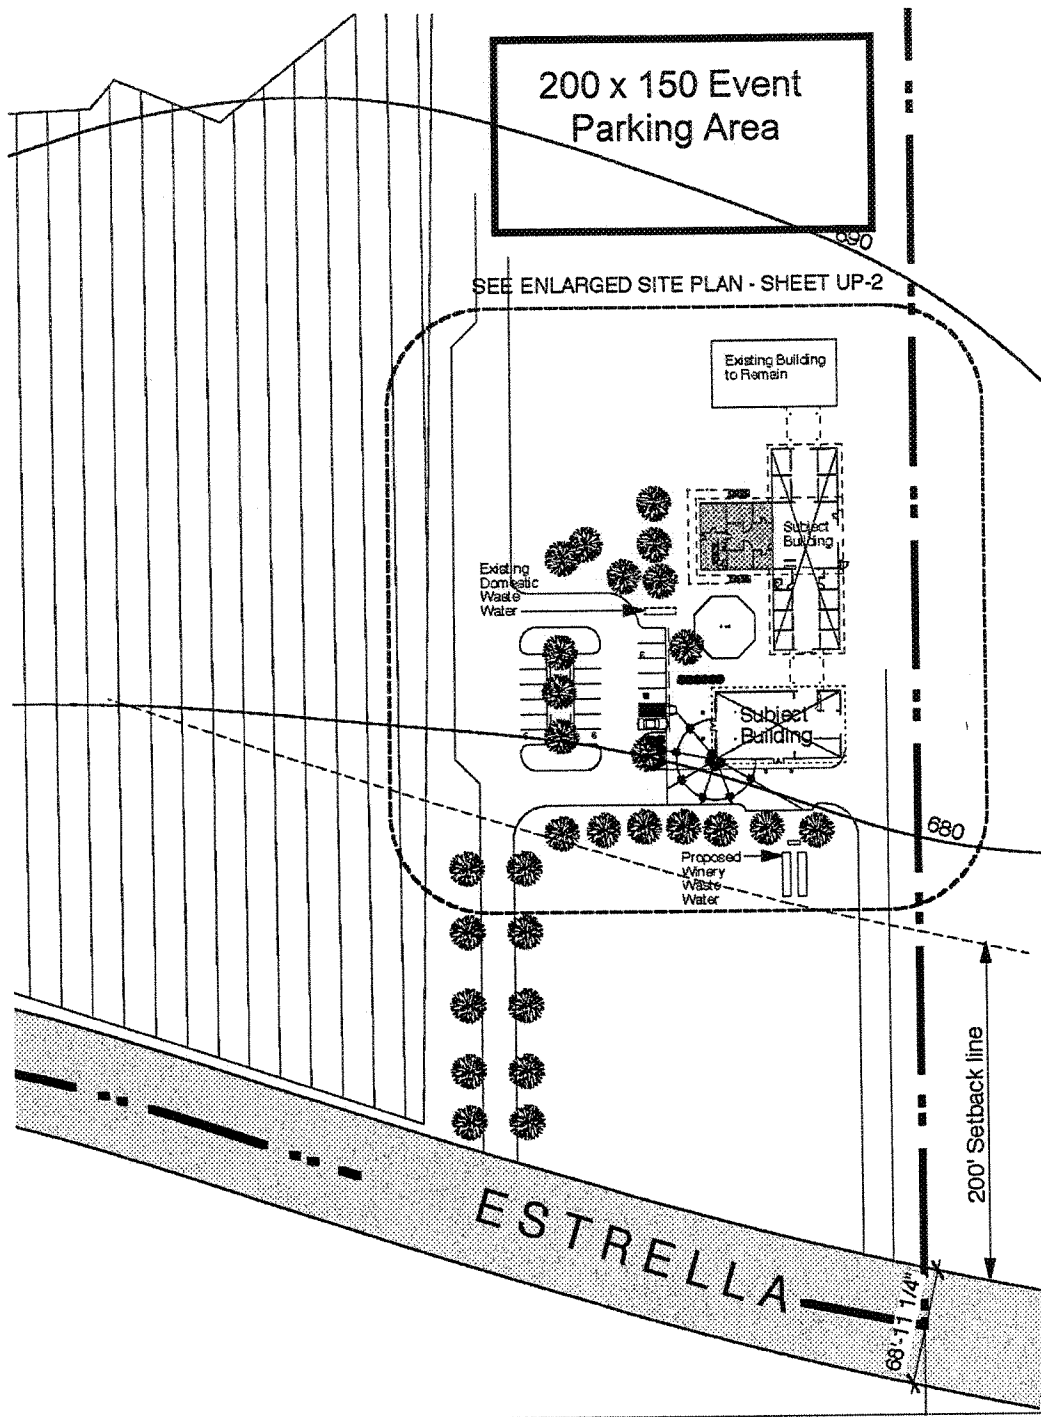 200 x 150 Event
Parking Area
690
SEE ENLARGED SITE PLAN - SHEET UP-2
Existing Building
to Remain
Subject
Building
Existing
Domestic
Waste
Water
Subject
Building
680
Proposed
Winery
Waste
Water
200' Setback line
ESTRELLA
68'-11 1/4"